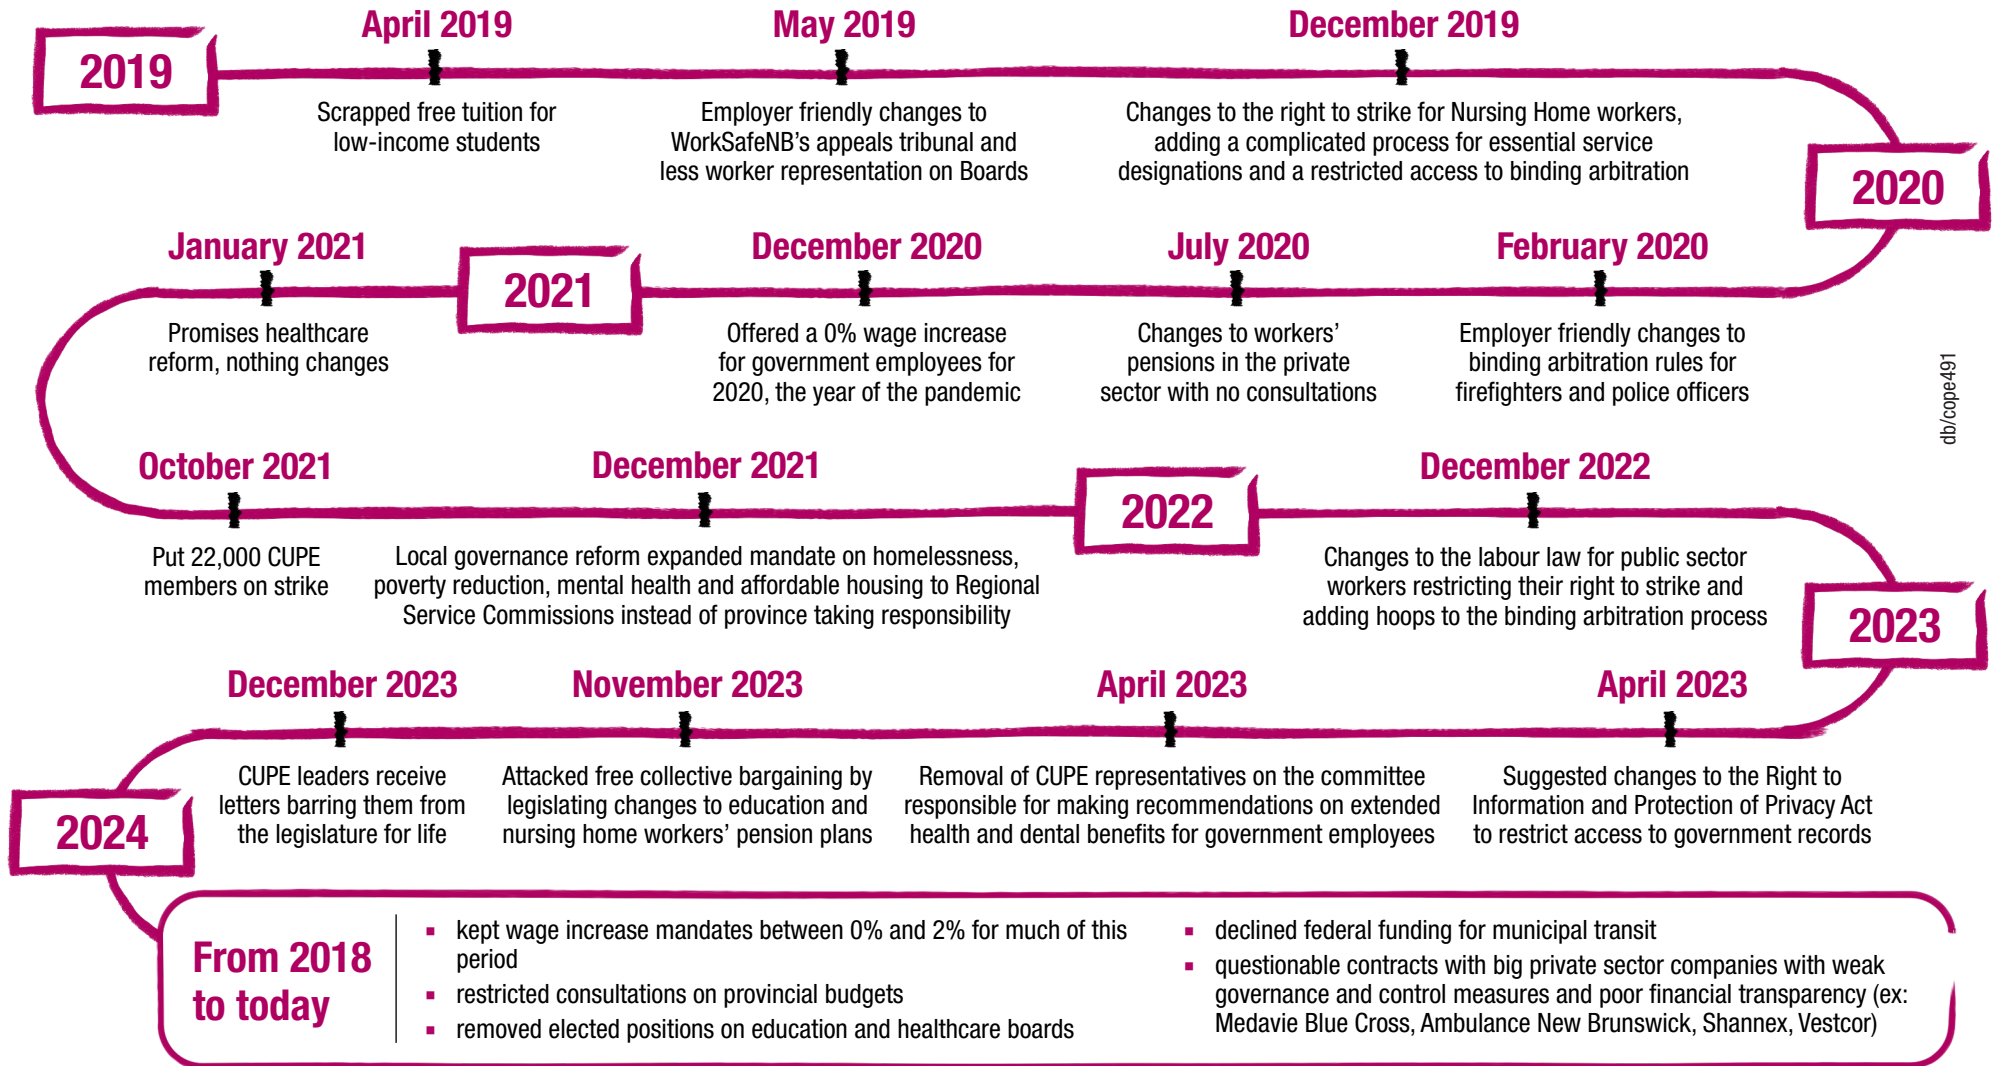 2019
April 2019
Scrapped free tuition for
low-income students
May 2019
Employer friendly changes to
WorkSafeNB's appeals tribunal and
less worker representation on Boards
December 2019
Changes to the right to strike for Nursing Home workers,
adding a complicated process for essential service
designations and a restricted access to binding arbitration
2020
February 2020
Employer friendly changes to
binding arbitration rules for
firefighters and police officers
July 2020
Changes to workers'
pensions in the private
sector with no consultations
December 2020
Offered a 0% wage increase
for government employees for
2020, the year of the pandemic
2021
January 2021
Promises healthcare
reform, nothing changes
October 2021
Put 22,000 CUPE
members on strike
December 2021
Local governance reform expanded mandate on homelessness,
poverty reduction, mental health and affordable housing to Regional
Service Commissions instead of province taking responsibility
2022
December 2022
Changes to the labour law for public sector
workers restricting their right to strike and
adding hoops to the binding arbitration process
2023
April 2023
Suggested changes to the Right to
Information and Protection of Privacy Act
to restrict access to government records
April 2023
Removal of CUPE representatives on the committee
responsible for making recommendations on extended
health and dental benefits for government employees
November 2023
Attacked free collective bargaining by
legislating changes to education and
nursing home workers' pension plans
December 2023
CUPE leaders receive
letters barring them from
the legislature for life
2024
From 2018
to today
▪ kept wage increase mandates between 0% and 2% for much of this
period
▪ restricted consultations on provincial budgets
▪ removed elected positions on education and healthcare boards
▪ declined federal funding for municipal transit
▪ questionable contracts with big private sector companies with weak
governance and control measures and poor financial transparency (ex:
Medavie Blue Cross, Ambulance New Brunswick, Shannex, Vestcor)
db/cope491